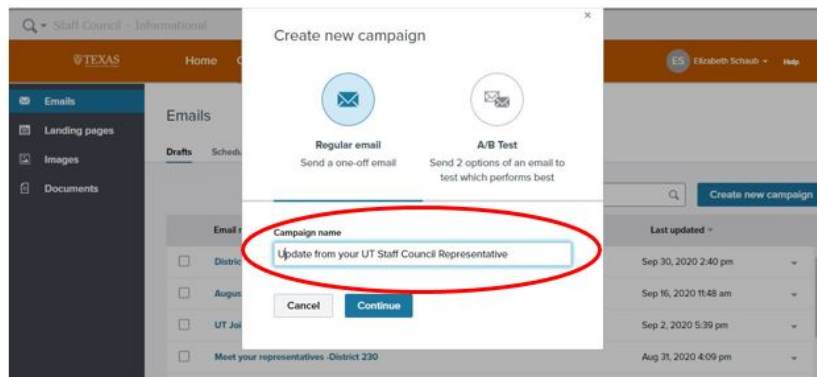 Staff Council – Informational
×
TEXAS
Home
ES Elizabeth Schaub
Help
Emails
Landing pages
Images
Documents
Emails
Drafts
Create new campaign
Regular email
Send a one-off email
A/B Test
Send 2 options of an email to
test which performs best
Campaign name
Update from your UT Staff Council Representative
Cancel Continue
Create new campaign
Last updated
Sep 30, 2020 2:40 pm
Sep 16, 2020 11:48 am
UT
Sep 2, 2020 5:39 pm
Meet your representatives -District 230
Aug 31, 2020 4:09 pm